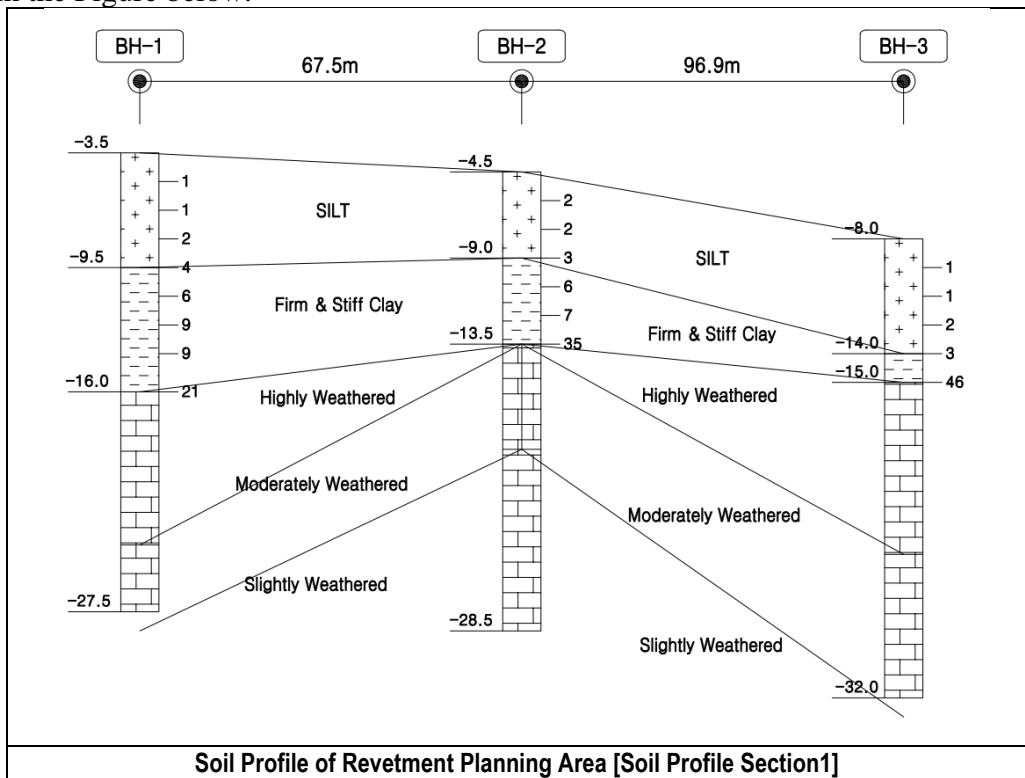 in the Figure below.
BH-1
BH-2
BH-3
67.5m
96.9m
-3.5
-4.5
1
2
1
SILT
2
-8.0
2
-9.0
3
SILT
-9.5
4
1
6
6
Firm & Stiff Clay
1
9
7
2
Firm & Stiff Clay
9
-13.5
35
-14.0
3
-15.0
46
-16.0
21
Highly Weathered
Highly Weathered
Moderately Weathered
Moderately Weathered
Slightly Weathered
-27.5
-28.5
Slightly Weathered
-32.0
Soil Profile of Revetment Planning Area [Soil Profile Section1]